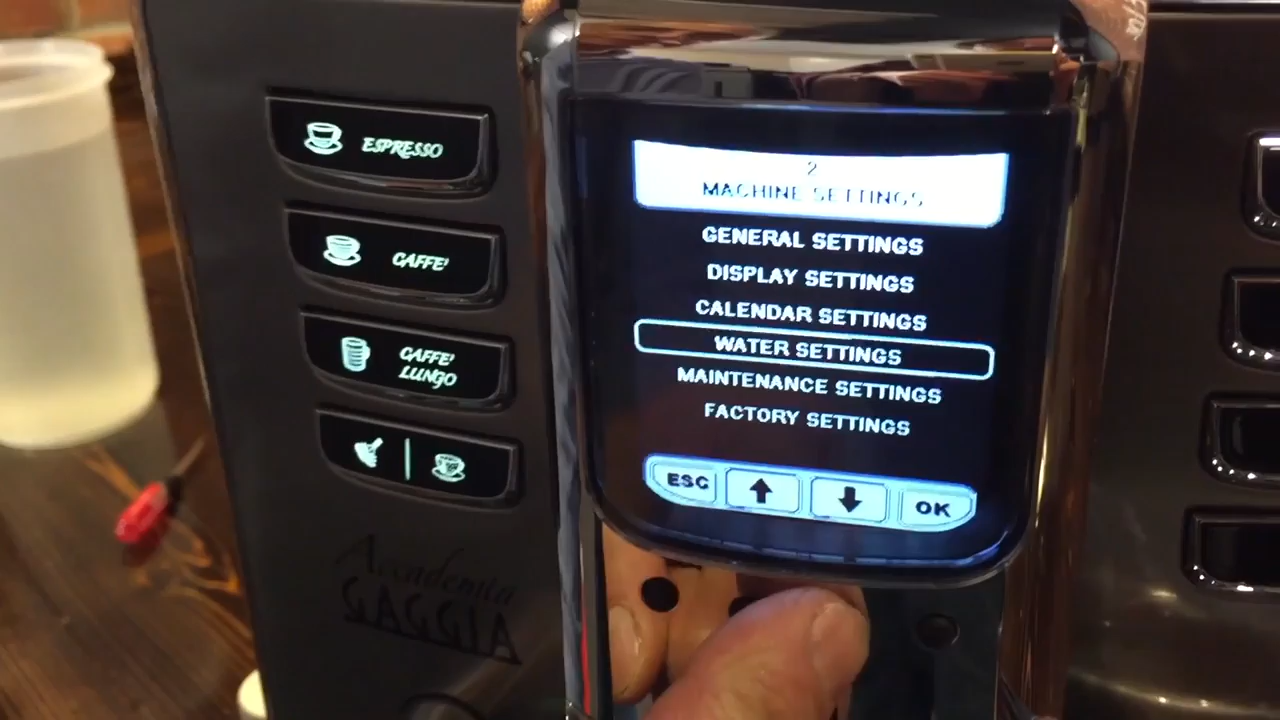 ESPRESSO
CAFFE'
CAFFE'
LUNGO
Accademia
GAGGIA
2
MACHINE SETTINGS
GENERAL SETTINGS
DISPLAY SETTINGS
CALENDAR SETTINGS
WATER SETTINGS
MAINTENANCE SETTINGS
FACTORY SETTINGS
ESC
OK